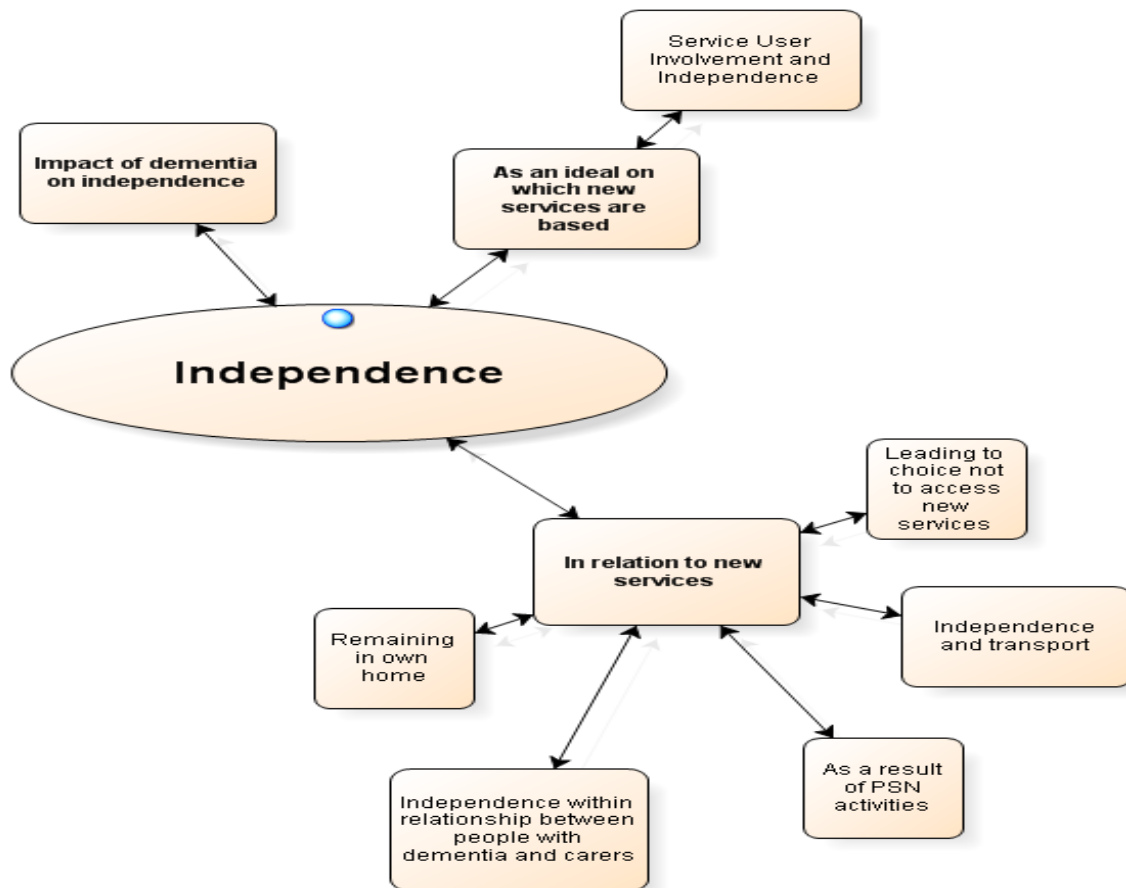 Service User
Involvement and
Independence
Impact of dementia
on independence
As an ideal on
which new
services are
based
Independence
Leading to
choice not
to access
new
services
In relation to new
services
Remaining
in own
home
Independence
and transport
As a result
of PSN
activities
Independence within
relationship between
people with
dementia and carers